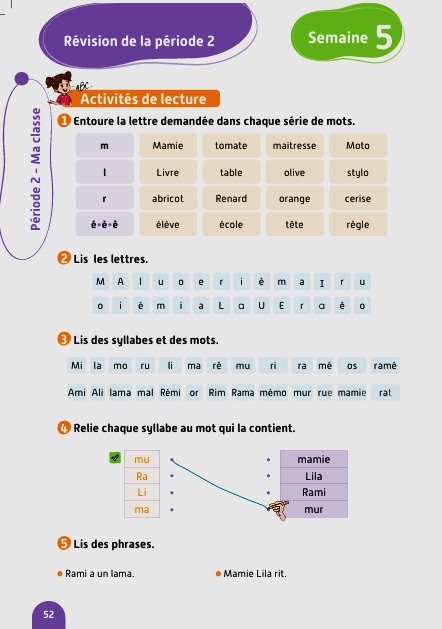 Révision de la période 2
Semaine 5
Période 2 - Ma classe
ABC
Activités de lecture
1 Entoure la lettre demandée dans chaque série de mots.
m Mamie tomate maitresse Moto
l Livre table olive stylo
r abricot Renard orange cerise
é•è•ê élève école tête règle
2 Lis les lettres.
M A l u o e r i é m a I r u
o i é m i a L ɑ U E r ɑ é o
3 Lis des syllabes et des mots.
Mi la mo ru li ma ré mu ri ra mé os ramé
Ami Ali lama mal Rémi or Rim Rama mémo mur rue mamie rat
4 Relie chaque syllabe au mot qui la contient.
mu mamie
Ra Lila
Li Rami
ma mur
5 Lis des phrases.
Rami a un lama. Mamie Lila rit.
52